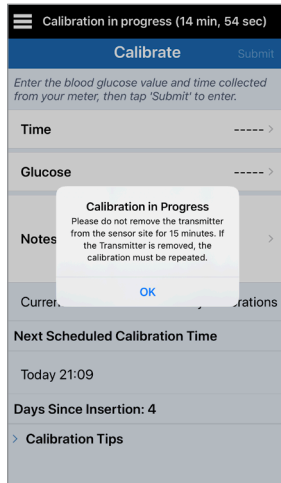 Calibration in progress (14 min, 54 sec)
Calibrate
Submit
Enter the blood glucose value and time collected
from your meter, then tap 'Submit' to enter.
Time
----- >
Glucose
----- >
Calibration in Progress
Please do not remove the transmitter
from the sensor site for 15 minutes. If
the Transmitter is removed, the
calibration must be repeated.
OK
Notes
>
Next Scheduled Calibration Time
Today 21:09
Days Since Insertion: 4
> Calibration Tips